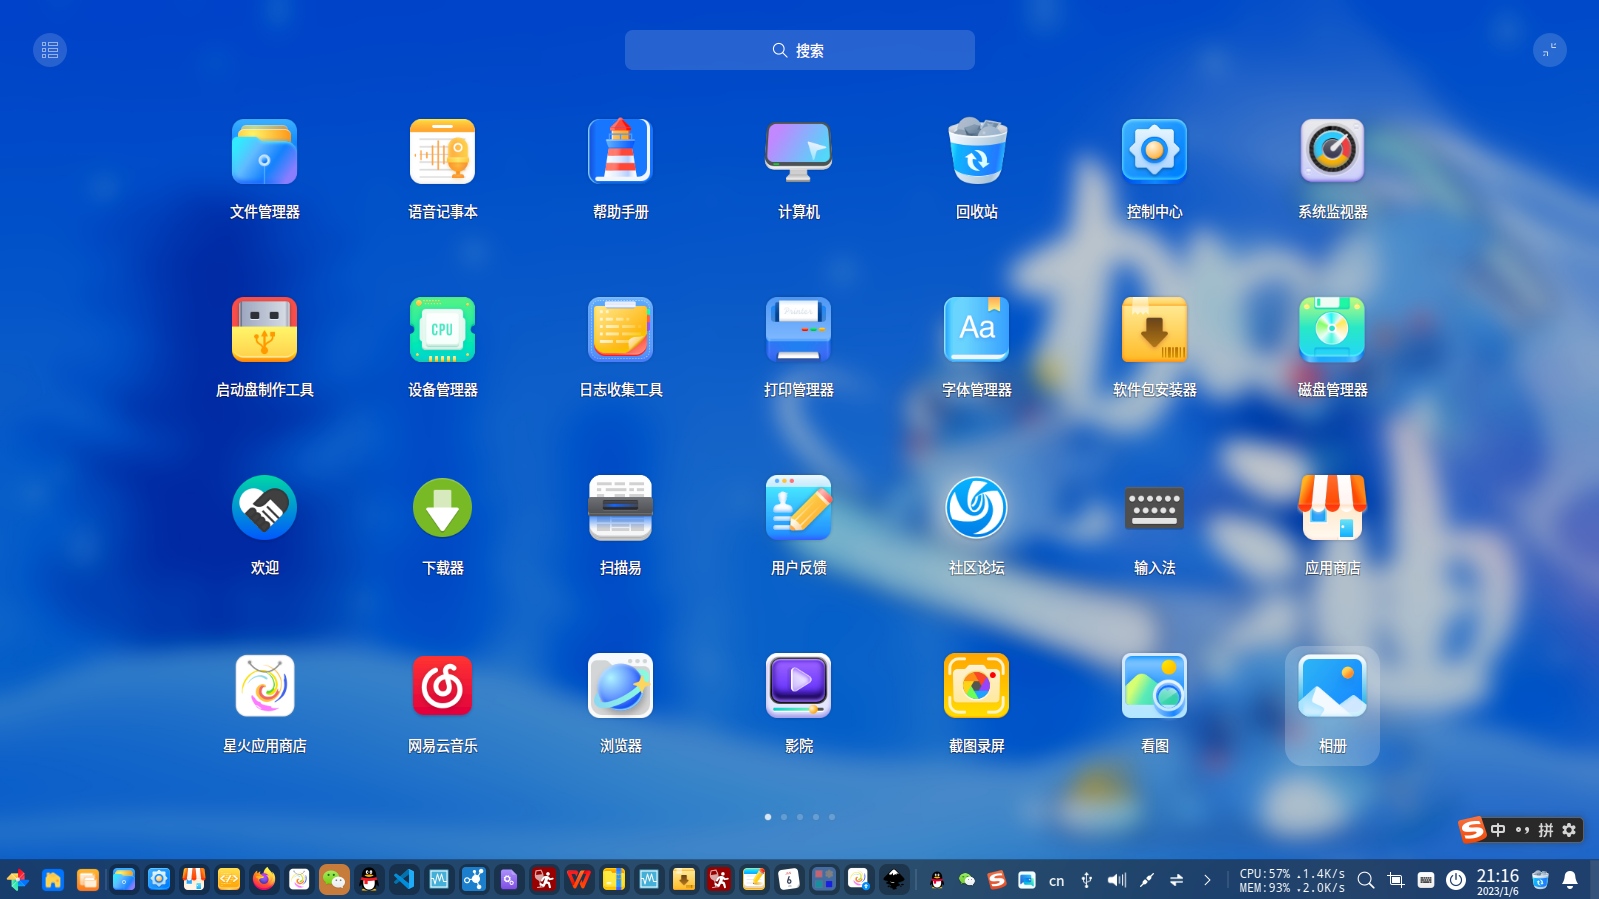 搜索
文件管理器
语音记事本
帮助手册
计算机
回收站
控制中心
系统监视器
启动盘制作工具
CPU
设备管理器
日志收集工具
Printer
打印管理器
Aa
字体管理器
软件包安装器
磁盘管理器
欢迎
下载器
扫描易
用户反馈
社区论坛
输入法
应用商店
星火应用商店
网易云音乐
浏览器
影院
截图录屏
看图
相册
中 拼
6
cn
CPU:57% .1.4K/s
MEM:93% .2.0K/s
21:16
2023/1/6